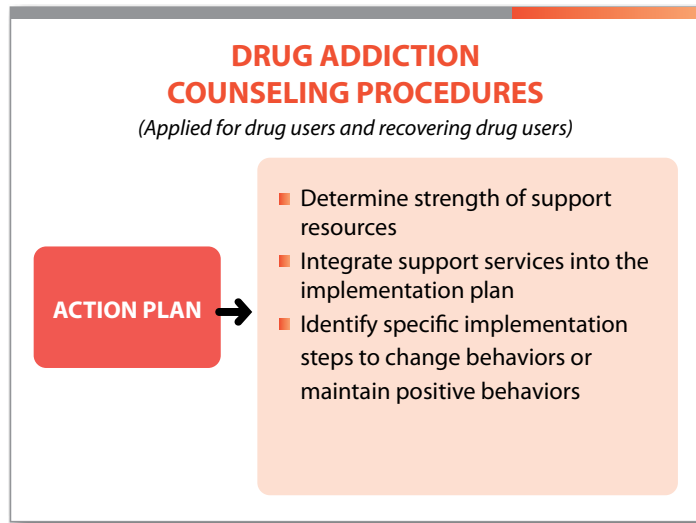 DRUG ADDICTION
COUNSELING PROCEDURES
(Applied for drug users and recovering drug users)
ACTION PLAN
Determine strength of support
resources
Integrate support services into the
implementation plan
Identify specific implementation
steps to change behaviors or
maintain positive behaviors